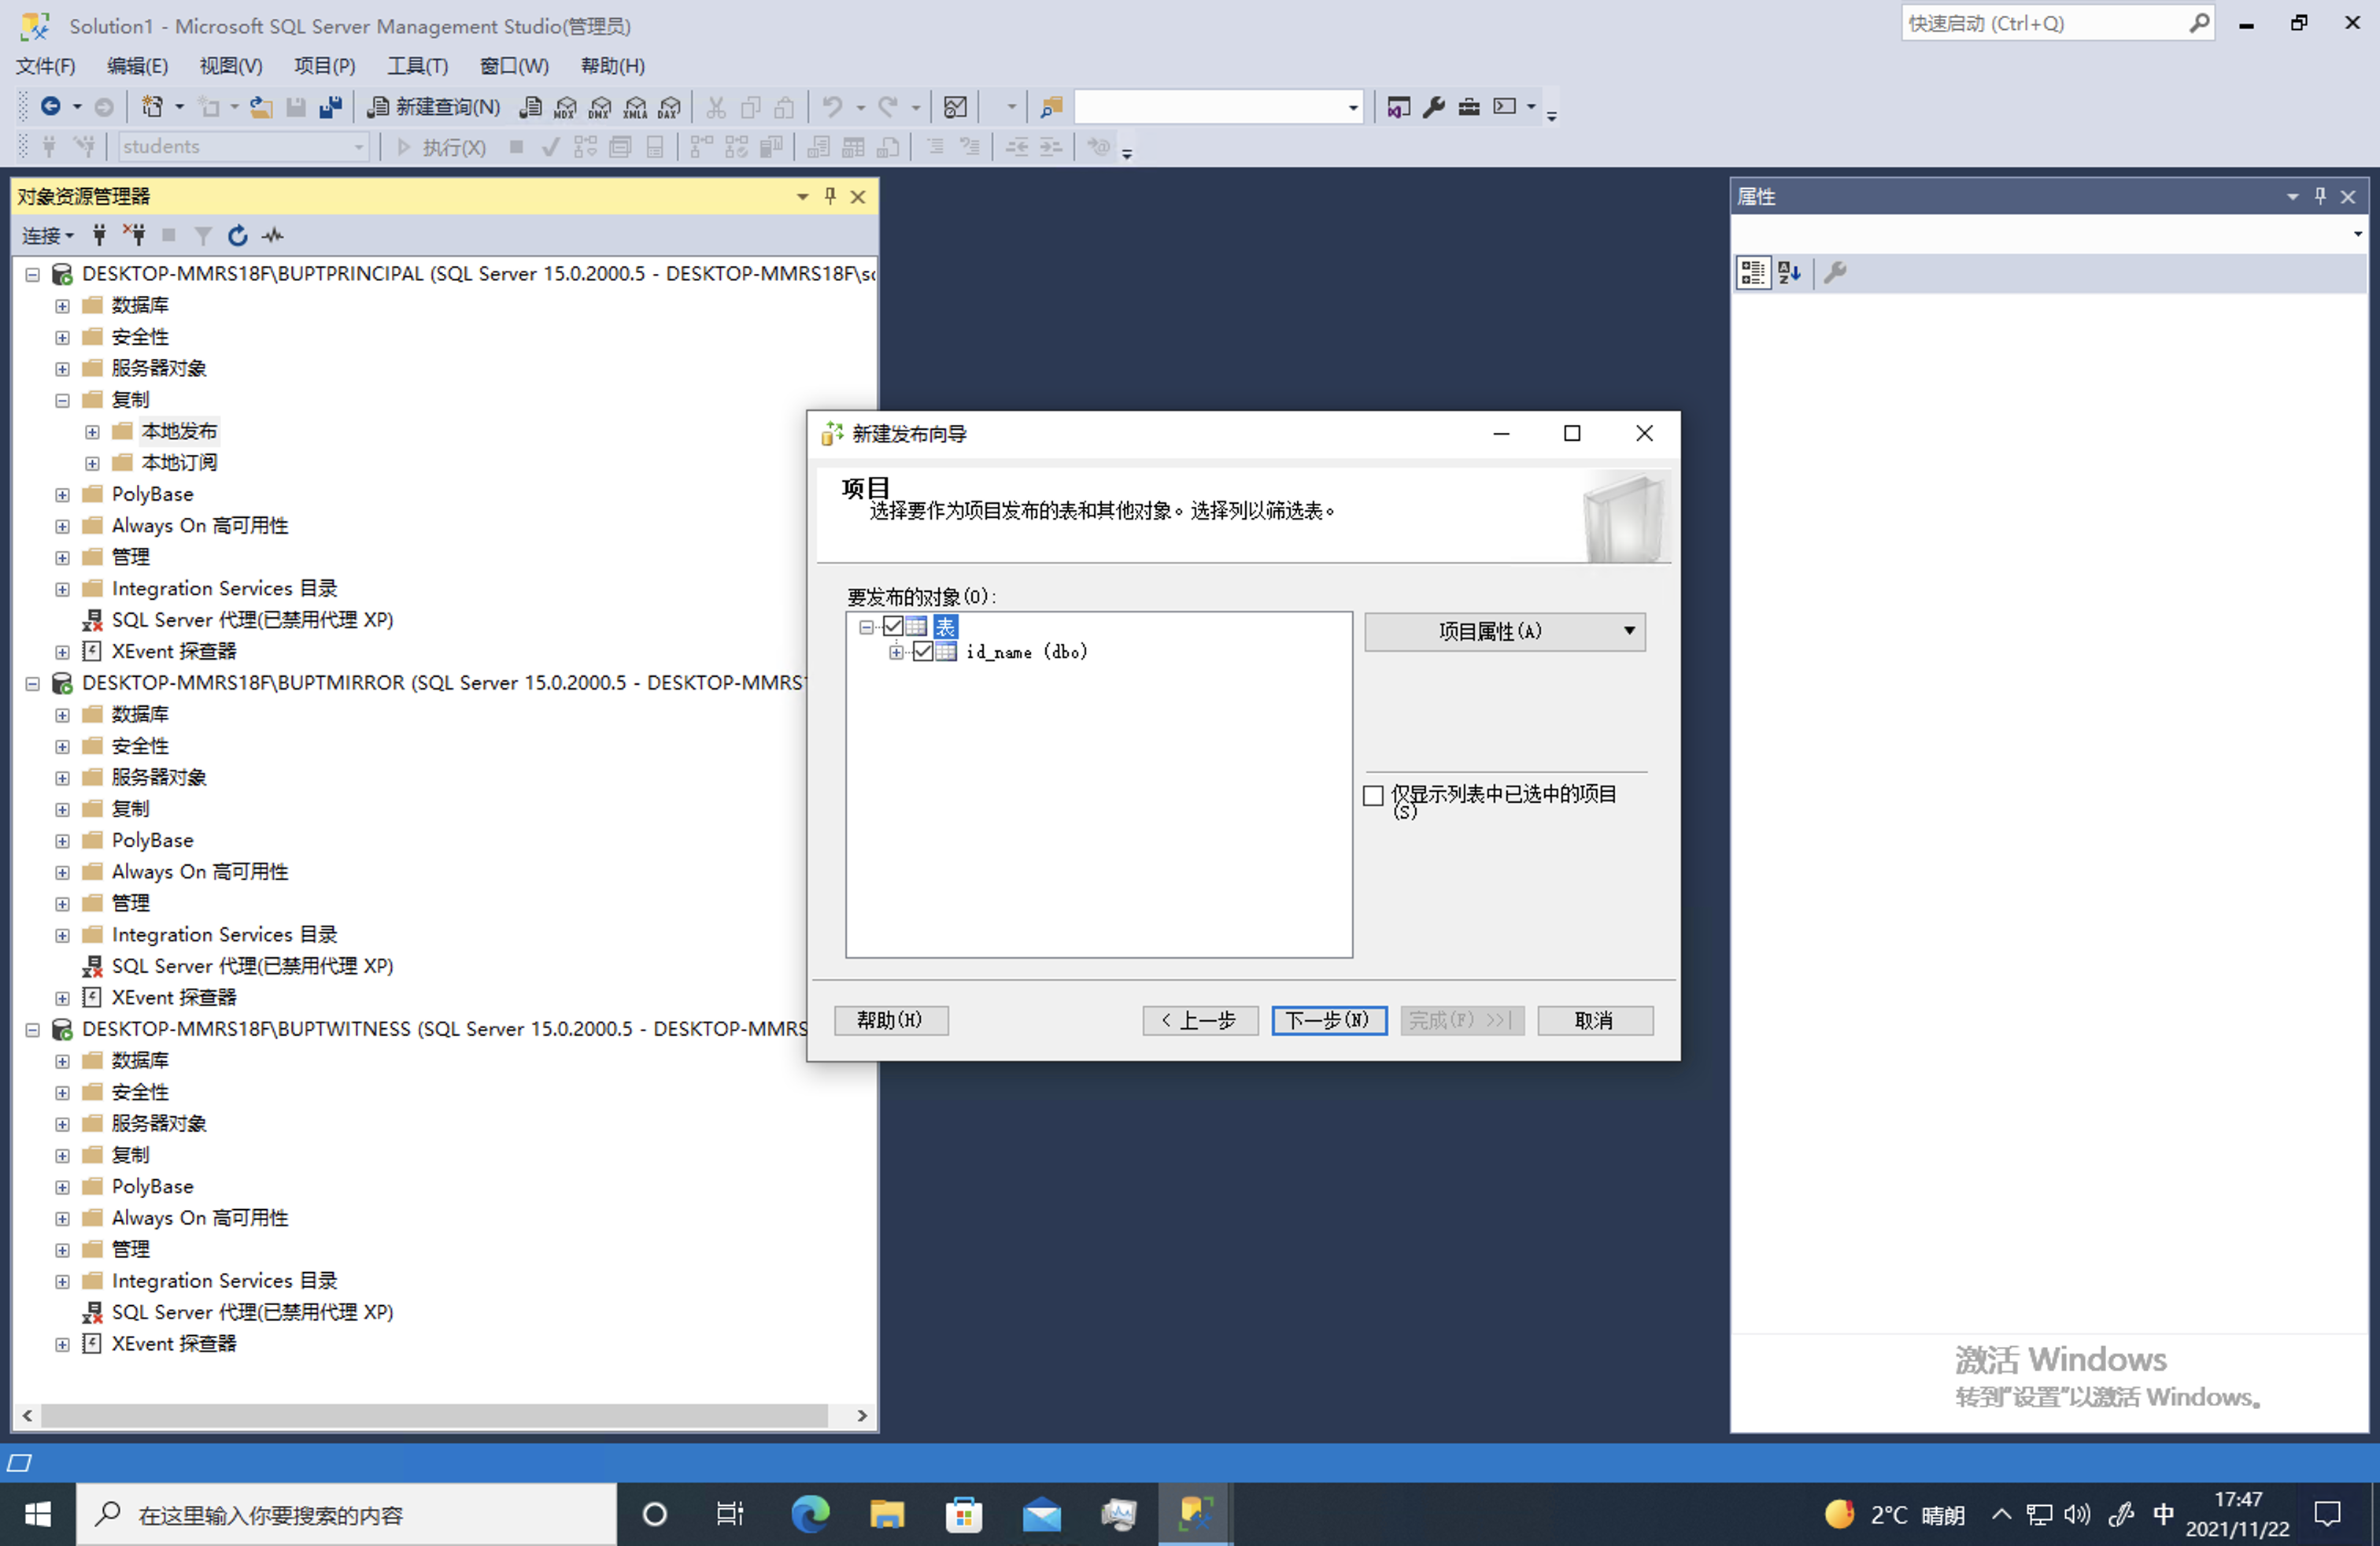 Solution1 - Microsoft SQL Server Management Studio(管理员)
快速启动 (Ctrl+Q)
文件(F) 编辑(E) 视图(V) 项目(P) 工具(T) 窗口(W) 帮助(H)
新建查询(N) MDX DMX XMLA DAX
students 执行(X)
对象资源管理器
连接
DESKTOP-MMRS18F\BUPTPRINCIPAL (SQL Server 15.0.2000.5 - DESKTOP-MMRS18F\sc
数据库
安全性
服务器对象
复制
本地发布
本地订阅
PolyBase
Always On 高可用性
管理
Integration Services 目录
SQL Server 代理(已禁用代理 XP)
XEvent 探查器
DESKTOP-MMRS18F\BUPTMIRROR (SQL Server 15.0.2000.5 - DESKTOP-MMRS1
数据库
安全性
服务器对象
复制
PolyBase
Always On 高可用性
管理
Integration Services 目录
SQL Server 代理(已禁用代理 XP)
XEvent 探查器
DESKTOP-MMRS18F\BUPTWITNESS (SQL Server 15.0.2000.5 - DESKTOP-MMRS
数据库
安全性
服务器对象
复制
PolyBase
Always On 高可用性
管理
Integration Services 目录
SQL Server 代理(已禁用代理 XP)
XEvent 探查器
新建发布向导
项目
选择要作为项目发布的表和其他对象。选择列以筛选表。
要发布的对象(O):
表
id_name (dbo)
项目属性(A)
仅显示列表中已选中的项目
(S)
帮助(H) < 上一步 下一步(N) 完成(F) >>| 取消
属性
激活 Windows
转到"设置"以激活 Windows。
在这里输入你要搜索的内容
2°C 晴朗
中
17:47
2021/11/22